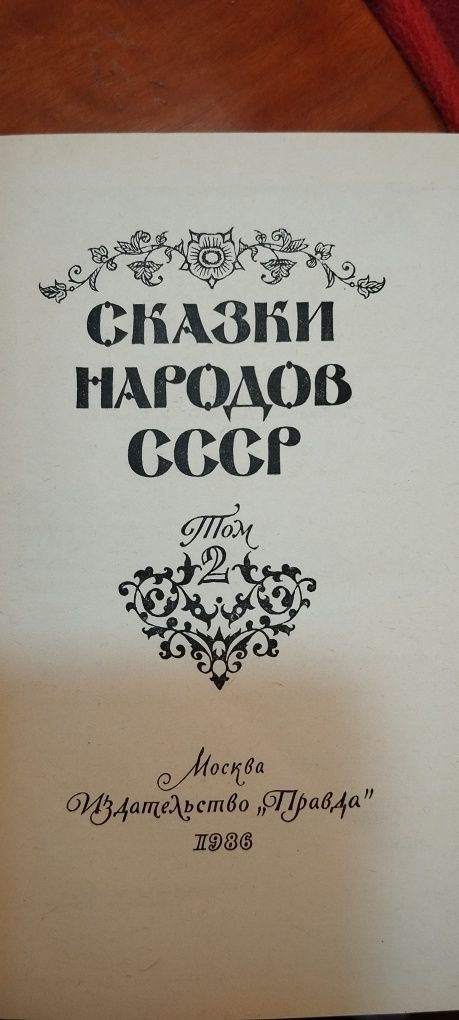 СКАЗКИ
НАРОДОВ
СССР
Том
2
Москва
Издательство „Правда"
1986